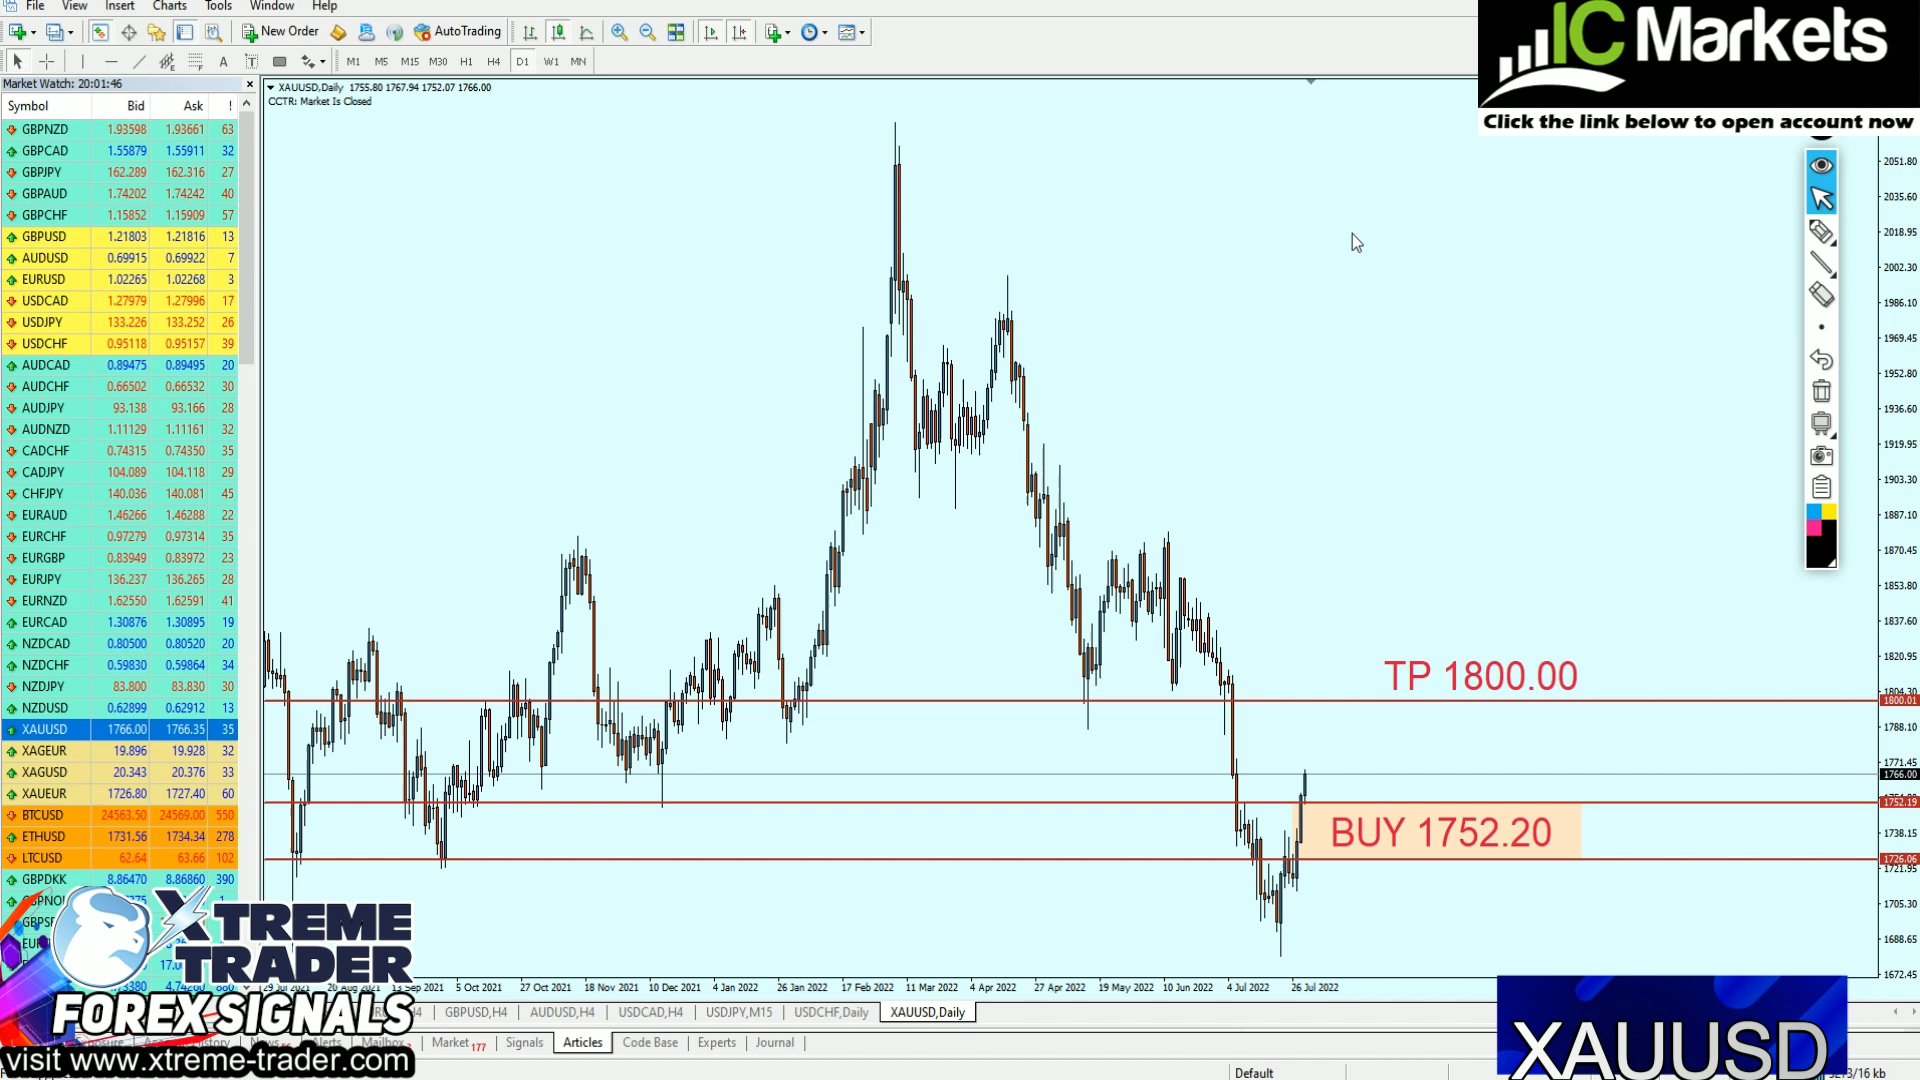 File View Insert Charts Tools Window Help
New Order AutoTrading
A T M1 M5 M15 M30 H1 H4 D1 W1 MN
IC Markets
Click the link below to open account now
Market Watch: 20:01:46
Symbol Bid Ask !
GBPNZD 1.93598 1.93661 63
GBPCAD 1.55879 1.55911 32
GBPJPY 162.289 162.316 27
GBPAUD 1.74202 1.74242 40
GBPCHF 1.15852 1.15909 57
GBPUSD 1.21803 1.21816 13
AUDUSD 0.69915 0.69922 7
EURUSD 1.02265 1.02268 3
USDCAD 1.27979 1.27996 17
USDJPY 133.226 133.252 26
USDCHF 0.95118 0.95157 39
AUDCAD 0.89475 0.89495 20
AUDCHF 0.66502 0.66532 30
AUDJPY 93.138 93.166 28
AUDNZD 1.11129 1.11161 32
CADCHF 0.74315 0.74350 35
CADJPY 104.089 104.118 29
CHFJPY 140.036 140.081 45
EURAUD 1.46266 1.46288 22
EURCHF 0.97279 0.97314 35
EURGBP 0.83949 0.83972 23
EURJPY 136.237 136.265 28
EURNZD 1.62550 1.62591 41
EURCAD 1.30876 1.30895 19
NZDCAD 0.80500 0.80520 20
NZDCHF 0.59830 0.59864 34
NZDJPY 83.800 83.830 30
NZDUSD 0.62899 0.62912 13
XAUUSD 1766.00 1766.35 35
XAGEUR 19.896 19.928 32
XAGUSD 20.343 20.376 33
XAUEUR 1726.80 1727.40 60
BTCUSD 24563.50 24569.00 550
ETHUSD 1731.56 1734.34 278
LTCUSD 62.64 63.66 102
GBPDKK 8.86470 8.86860 390
XAUUSD,Daily 1755.80 1767.94 1752.07 1766.00
CCTR: Market Is Closed
TP 1800.00
BUY 1752.20
2051.80
2035.60
2018.95
2002.30
1986.10
1969.45
1952.80
1936.60
1919.95
1903.30
1887.10
1870.45
1853.80
1837.60
1820.95
1804.30
1800.01
1788.10
1771.45
1766.00
1752.19
1738.15
1726.06
1721.95
1705.30
1688.65
1672.45
29 Jul 2021 20 Aug 2021 13 Sep 2021 5 Oct 2021 27 Oct 2021 18 Nov 2021 10 Dec 2021 4 Jan 2022 26 Jan 2022 17 Feb 2022 11 Mar 2022 4 Apr 2022 27 Apr 2022 19 May 2022 10 Jun 2022 4 Jul 2022 26 Jul 2022
XTREME
TRADER
FOREX SIGNALS
visit www.xtreme-trader.com
GBPUSD,H4 AUDUSD,H4 USDCAD,H4 USDJPY,M15 USDCHF,Daily XAUUSD,Daily
Market 177 Signals Articles Code Base Experts Journal
Default
XAUUSD